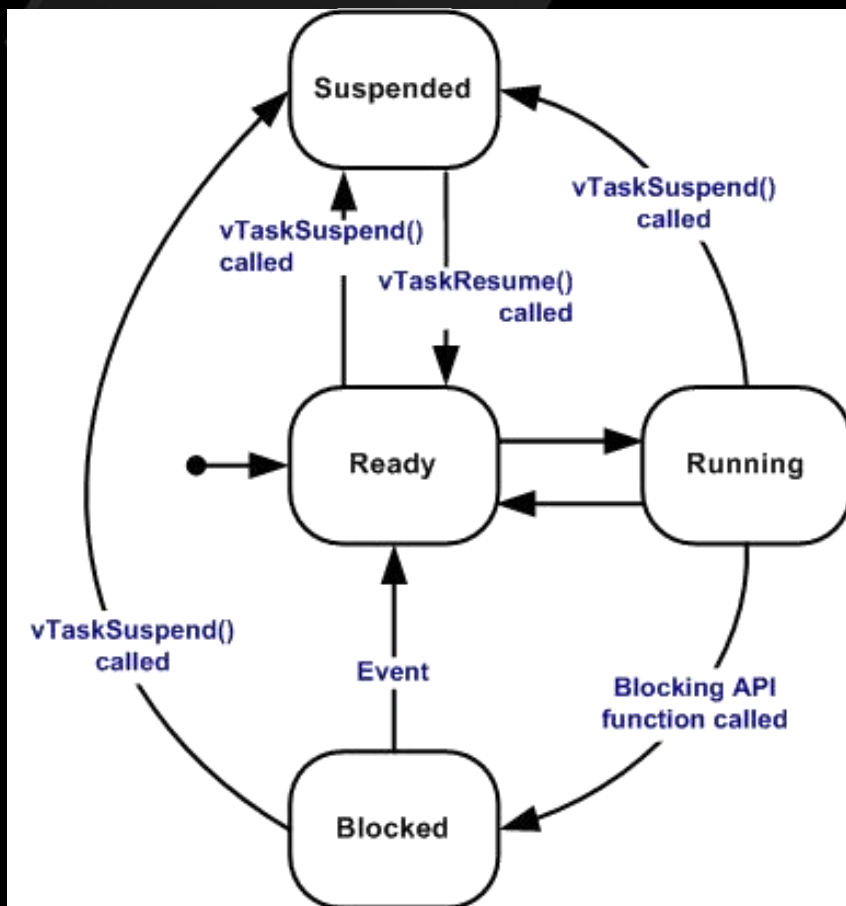 Suspended
vTaskSuspend()
called
vTaskSuspend()
called
vTaskResume()
called
Ready
Running
vTaskSuspend()
called
Event
Blocking API
function called
Blocked